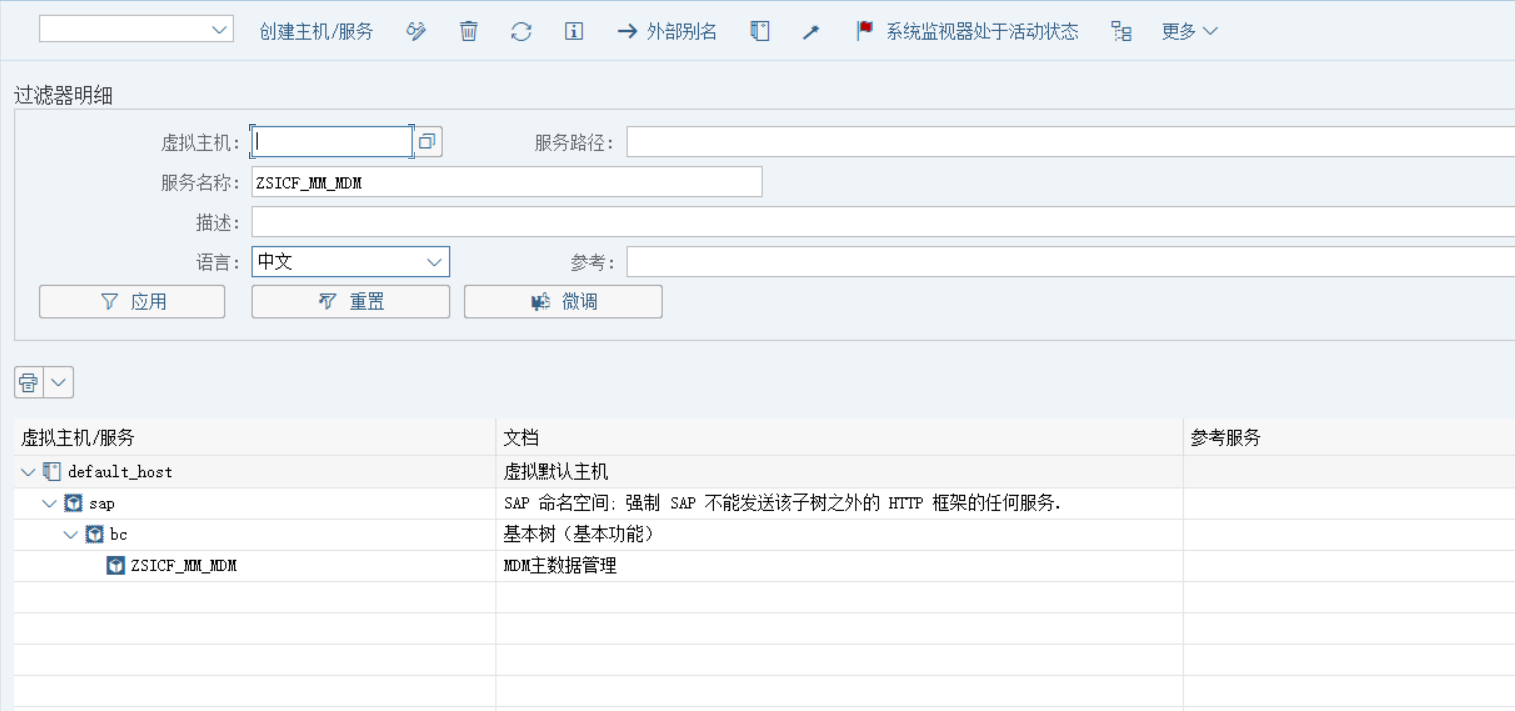 创建主机/服务 外部别名 系统监视器处于活动状态 更多
过滤器明细
虚拟主机: 服务路径:
服务名称: ZSICF_MM_MDM
描述:
语言: 中文 参考:
应用 重置 微调
虚拟主机/服务 文档 参考服务
default_host 虚拟默认主机
sap SAP 命名空间; 强制 SAP 不能发送该子树之外的 HTTP 框架的任何服务.
bc 基本树（基本功能）
ZSICF_MM_MDM MDM主数据管理